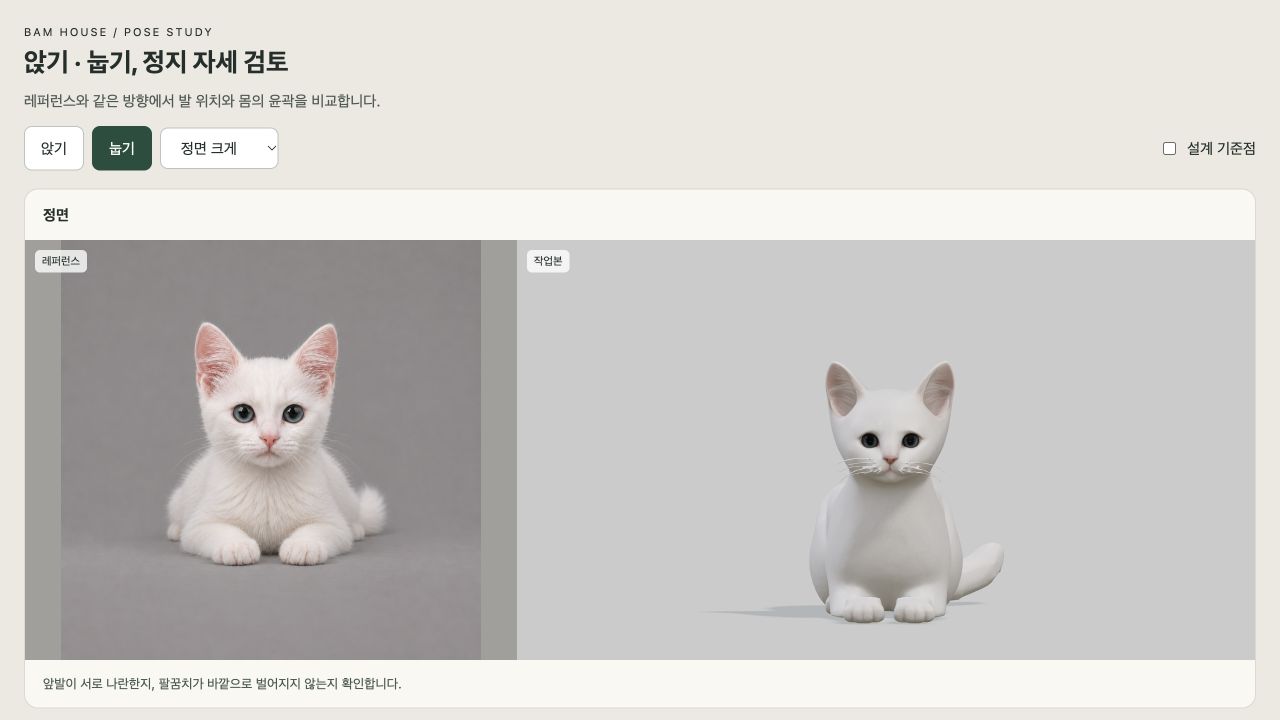 BAM HOUSE / POSE STUDY
앉기 · 눕기, 정지 자세 검토
레퍼런스와 같은 방향에서 발 위치와 몸의 윤곽을 비교합니다.
앉기
눕기
정면 크게
설계 기준점
정면
레퍼런스
작업본
앞발이 서로 나란한지, 팔꿈치가 바깥으로 벌어지지 않는지 확인합니다.